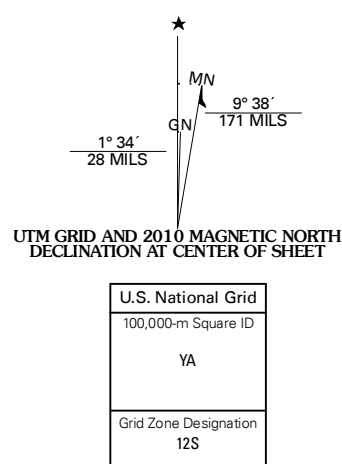 MN
9° 38´
171 MILS
GN
1° 34´
28 MILS
UTM GRID AND 2010 MAGNETIC NORTH
DECLINATION AT CENTER OF SHEET
U.S. National Grid
100,000-m Square ID
YA
Grid Zone Designation
12S